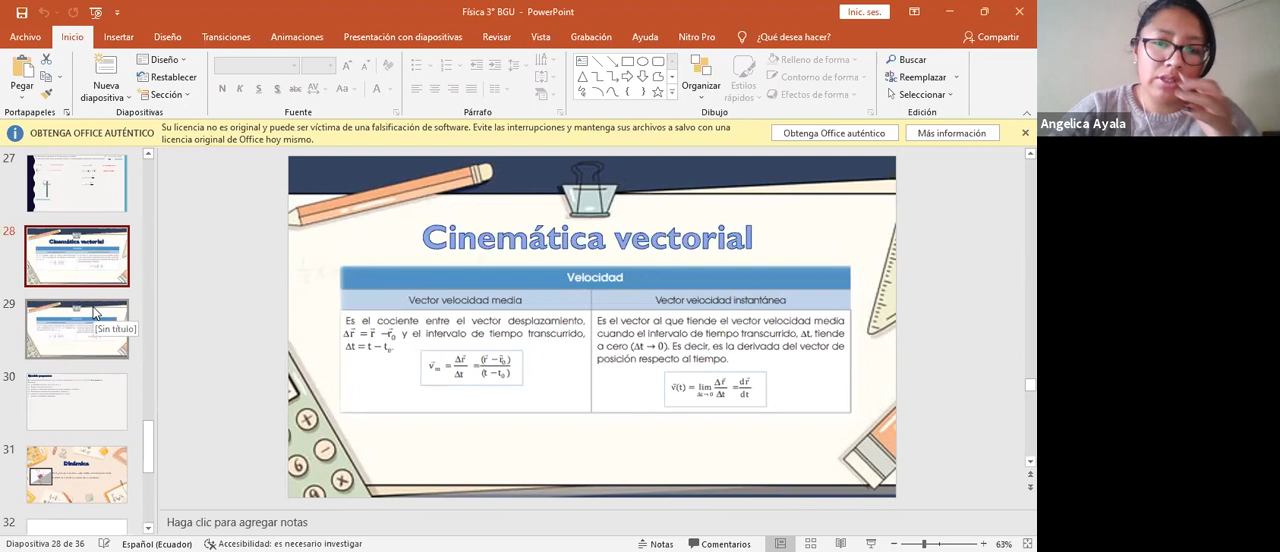 Física 3° BGU - PowerPoint
Inic. ses.
Archivo Inicio Insertar Diseño Transiciones Animaciones Presentación con diapositivas Revisar Vista Grabación Ayuda Nitro Pro ¿Qué desea hacer? Compartir
Pegar
Nueva diapositiva
Diseño
Restablecer
Sección
N K S S abc AV Aa A
Organizar
Estilos rápidos
Relleno de forma
Contorno de forma
Efectos de forma
Buscar
Reemplazar
Seleccionar
Portapapeles Diapositivas Fuente Párrafo Dibujo Edición
OBTENGA OFFICE AUTÉNTICO Su licencia no es original y puede ser víctima de una falsificación de software. Evite las interrupciones y mantenga sus archivos a salvo con una
licencia original de Office hoy mismo.
Obtenga Office auténtico Más información
Angelica Ayala
27
28
Cinemática vectorial
29
[Sin título]
30
31
Dinámica
32
Cinemática vectorial
Velocidad
Vector velocidad media
Es el cociente entre el vector desplazamiento,
Δr⃗ = r⃗ − r⃗₀ y el intervalo de tiempo transcurrido,
Δt = t − t₀.
v⃗ₘ = Δr⃗/Δt = (r⃗ − r⃗₀)/(t − t₀)
Vector velocidad instantánea
Es el vector al que tiende el vector velocidad media
cuando el intervalo de tiempo transcurrido, Δt, tiende
a cero (Δt → 0). Es decir, es la derivada del vector de
posición respecto al tiempo.
v⃗(t) = lim Δt→0 Δr⃗/Δt = dr⃗/dt
Haga clic para agregar notas
Diapositiva 28 de 36 Español (Ecuador) Accesibilidad: es necesario investigar Notas Comentarios 63%